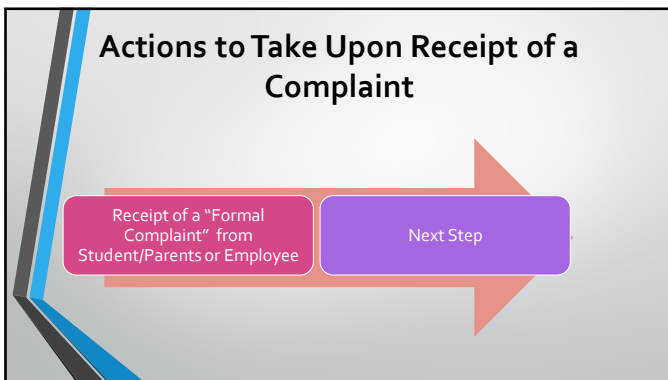 Actions to Take Upon Receipt of a
Complaint
Receipt of a “Formal
Complaint” from
Student/Parents or Employee
Next Step